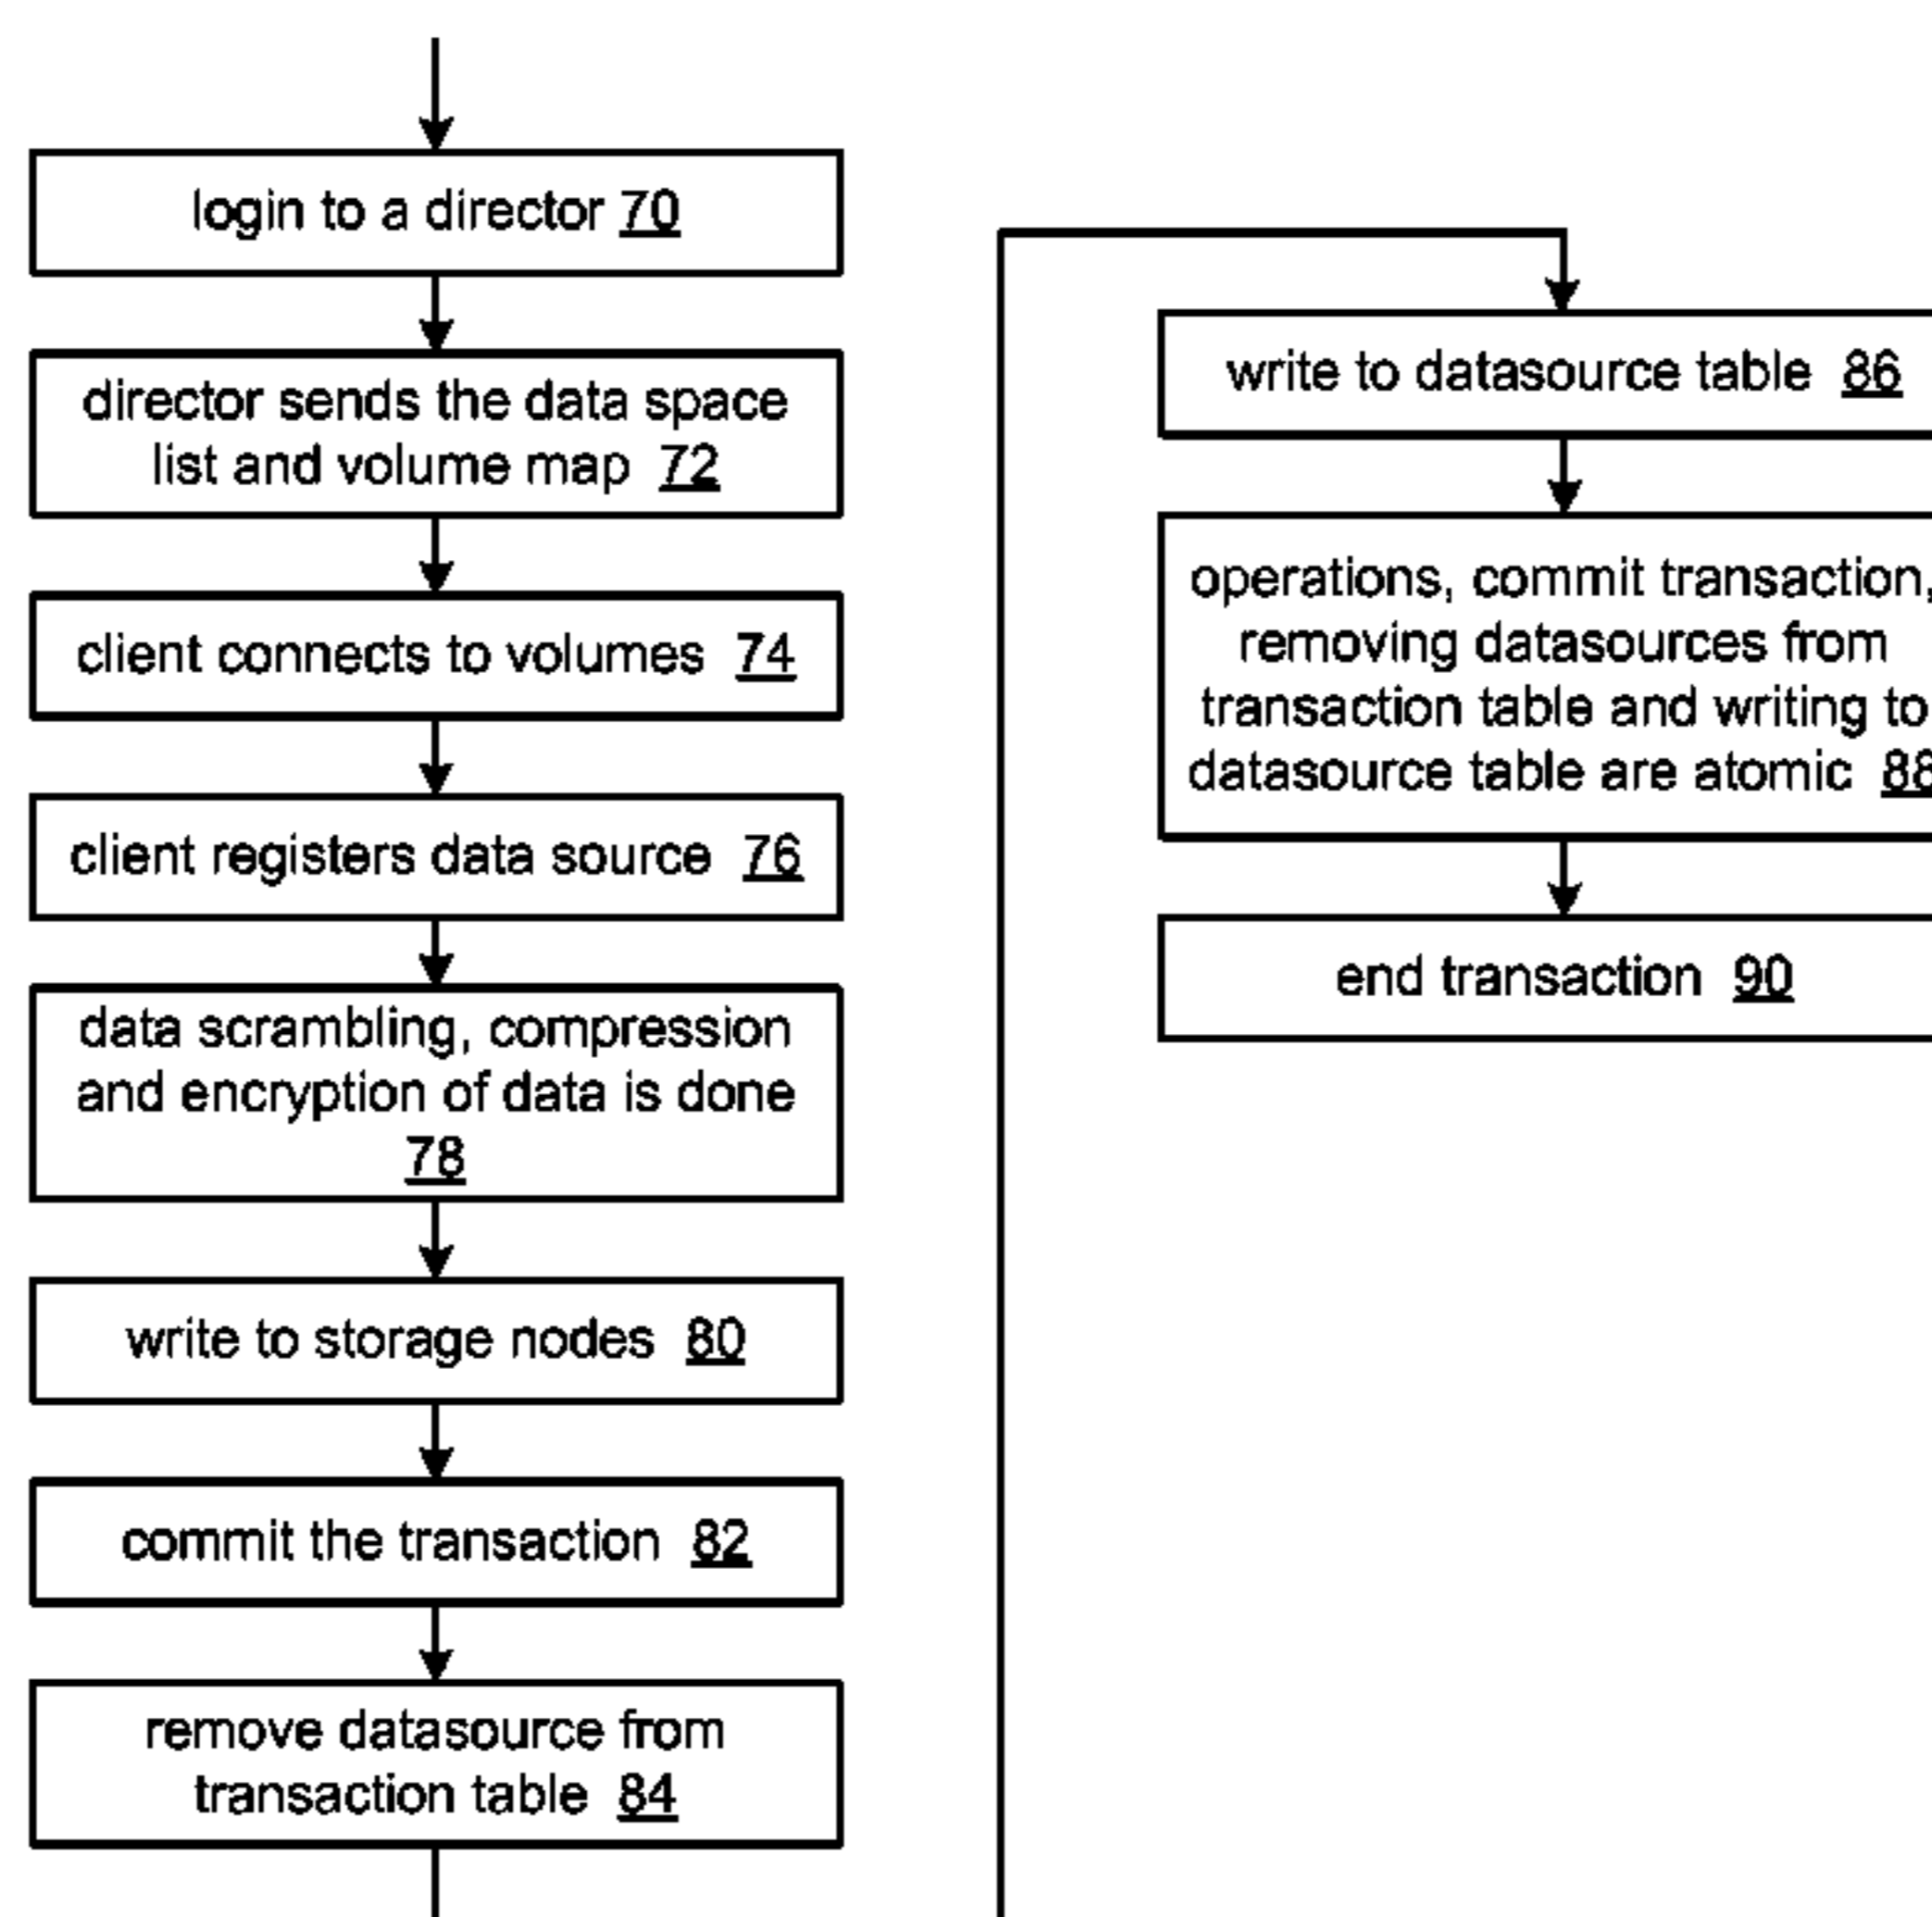 login to a director 70
director sends the data space
list and volume map 72
client connects to volumes 74
client registers data source 76
data scrambling, compression
and encryption of data is done
78
write to storage nodes 80
commit the transaction 82
remove datasource from
transaction table 84
write to datasource table 86
operations, commit transaction,
removing datasources from
transaction table and writing to
datasource table are atomic 88
end transaction 90